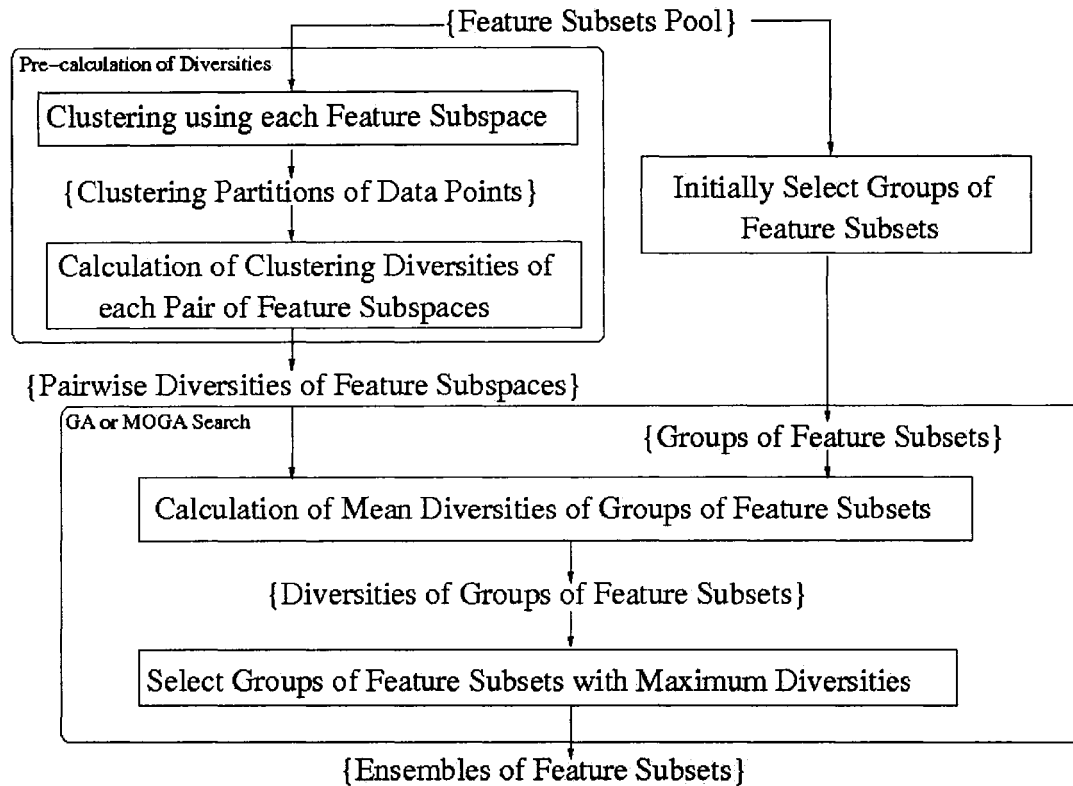 {Feature Subsets Pool}
Pre-calculation of Diversities
Clustering using each Feature Subspace
{Clustering Partitions of Data Points}
Calculation of Clustering Diversities of
each Pair of Feature Subspaces
Initially Select Groups of
Feature Subsets
{Pairwise Diversities of Feature Subspaces}
GA or MOGA Search
{Groups of Feature Subsets}
Calculation of Mean Diversities of Groups of Feature Subsets
{Diversities of Groups of Feature Subsets}
Select Groups of Feature Subsets with Maximum Diversities
{Ensembles of Feature Subsets}